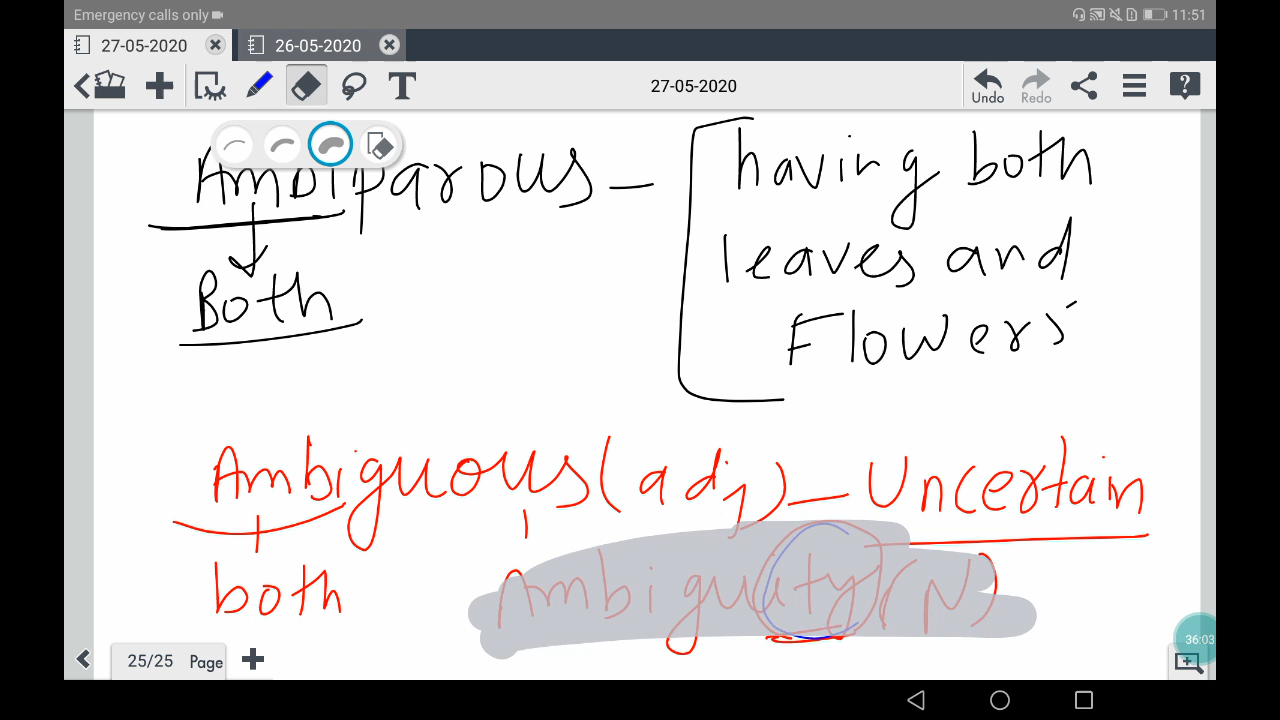 Emergency calls only 11:51
27-05-2020 26-05-2020
T 27-05-2020 Undo Redo ?
Ambiparous — having both
leaves and
Flowers
Both
Ambiguous (adj) — Uncertain
both Ambiguity (N)
25/25 Page
36:03